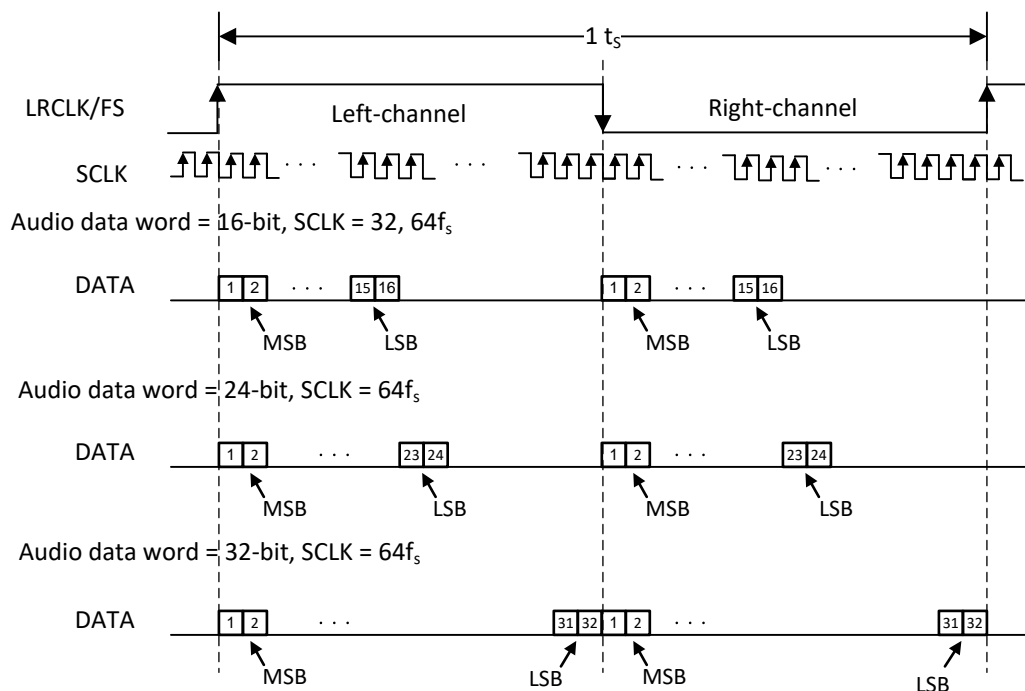 1 tS
LRCLK/FS
Left-channel
Right-channel
SCLK
. . .
. . .
. . .
. . .
Audio data word = 16-bit, SCLK = 32, 64fs
DATA
1 2 . . . 15 16 1 2 . . . 15 16
MSB LSB MSB LSB
Audio data word = 24-bit, SCLK = 64fs
DATA
1 2 . . . 23 24 1 2 . . . 23 24
MSB LSB MSB LSB
Audio data word = 32-bit, SCLK = 64fs
DATA
1 2 . . . 31 32 1 2 . . . 31 32
MSB LSB MSB LSB